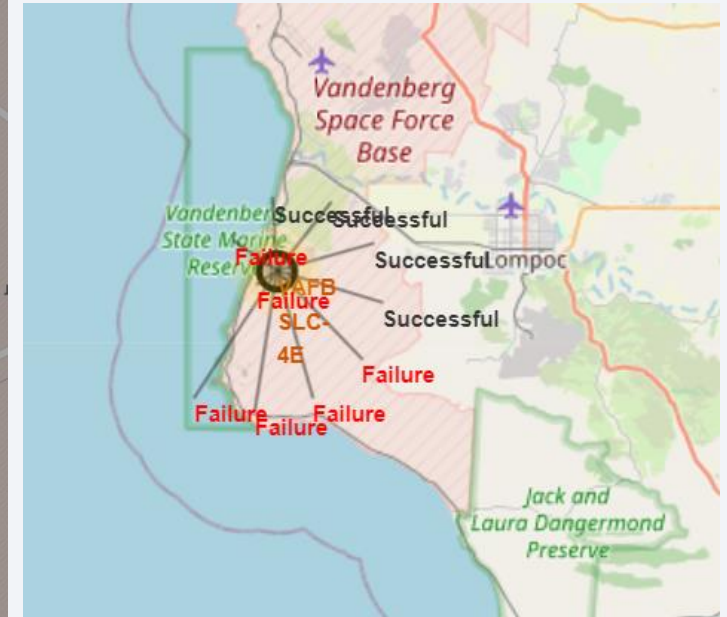 Vandenberg
Space Force
Base
Vandenberg
State Marine
Reserve
Successful
Successful
Successful
Lompoc
Failure
VAFB
SLC-
4E
Failure
Successful
Failure
Failure
Failure
Failure
Jack and
Laura Dangermond
Preserve